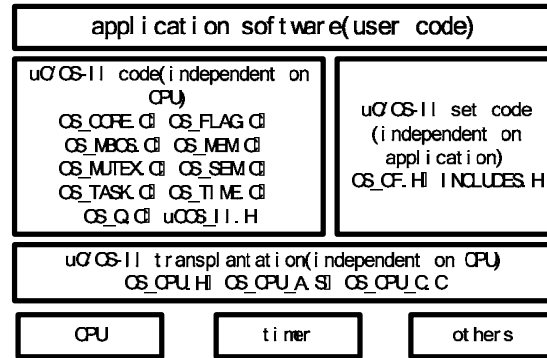 application software(user code)
uC/OS-II code(independent on
CPU)
OS_CORE.C OS_FLAG.C
OS_MBOS.C OS_MEM.C
OS_MUTEX.C OS_SEM.C
OS_TASK.C OS_TIME.C
OS_Q.C uCOS_II.H
uC/OS-II set code
(independent on
application)
OS_CF.H INCLUDES.H
uC/OS-II transplantation(independent on CPU)
OS_CPU.H OS_CPU_A.S OS_CPU_C.C
CPU
timer
others